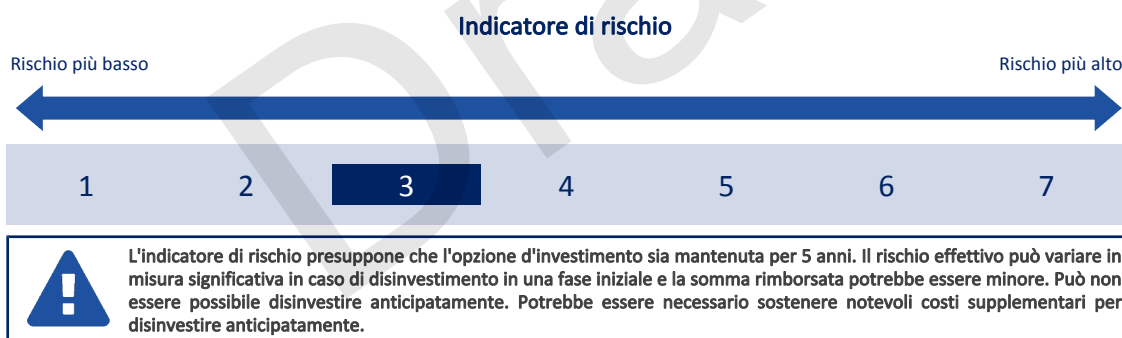 Indicatore di rischio
Rischio più basso
Rischio più alto
1 2 3 4 5 6 7
L'indicatore di rischio presuppone che l'opzione d'investimento sia mantenuta per 5 anni. Il rischio effettivo può variare in
misura significativa in caso di disinvestimento in una fase iniziale e la somma rimborsata potrebbe essere minore. Può non
essere possibile disinvestire anticipatamente. Potrebbe essere necessario sostenere notevoli costi supplementari per
disinvestire anticipatamente.